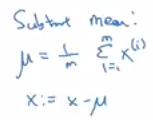 Subtract mean:
μ = 1/m Σ_{i=1}^{m} x^{(i)}
x := x - μ